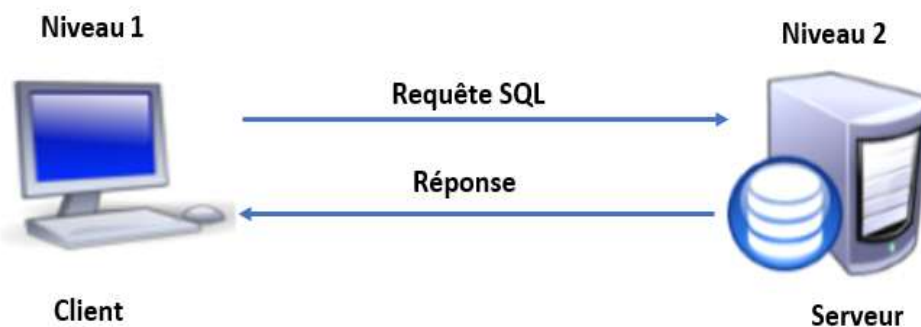 Niveau 1
Niveau 2
Requête SQL
Réponse
Client
Serveur